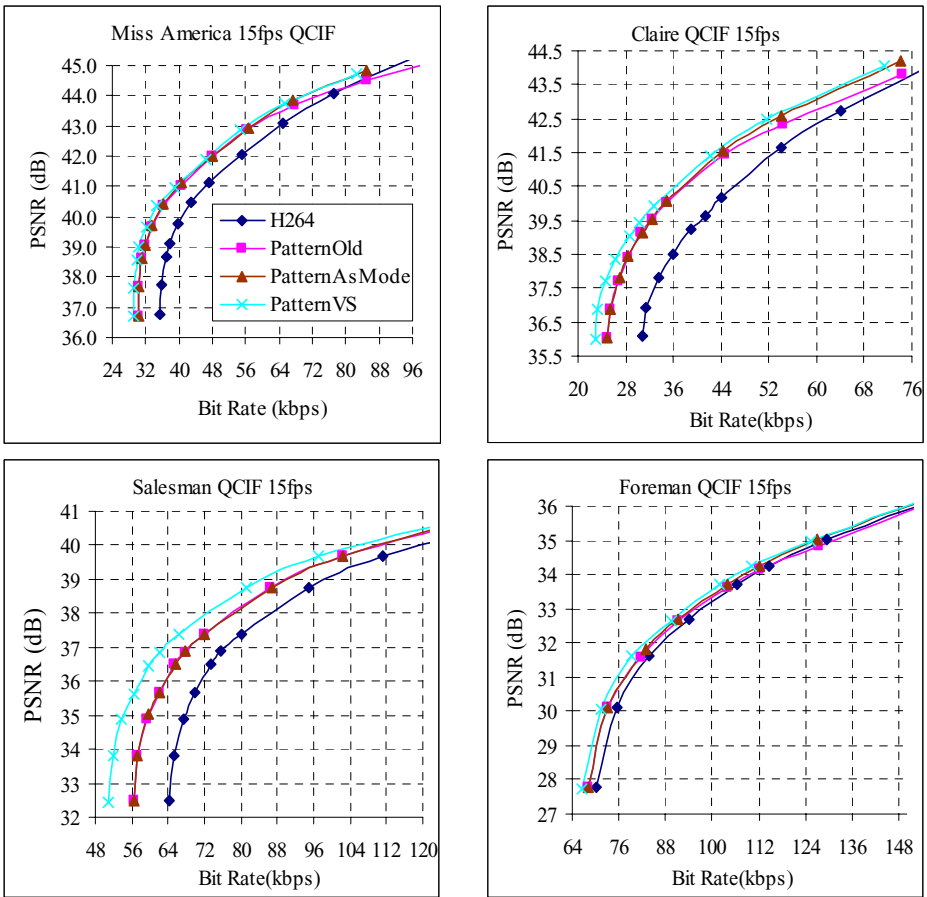 Miss America 15fps QCIF
45.0
44.0
43.0
42.0
41.0
40.0
39.0
38.0
37.0
36.0
PSNR (dB)
H264
PatternOld
PatternAsMode
PatternVS
24 32 40 48 56 64 72 80 88 96
Bit Rate (kbps)
Claire QCIF 15fps
44.5
43.5
42.5
41.5
40.5
39.5
38.5
37.5
36.5
35.5
PSNR (dB)
20 28 36 44 52 60 68 76
Bit Rate(kbps)
Salesman QCIF 15fps
41
40
39
38
37
36
35
34
33
32
PSNR (dB)
48 56 64 72 80 88 96 104 112 120
Bit Rate(kbps)
Foreman QCIF 15fps
36
35
34
33
32
31
30
29
28
27
PSNR (dB)
64 76 88 100 112 124 136 148
Bit Rate(kbps)